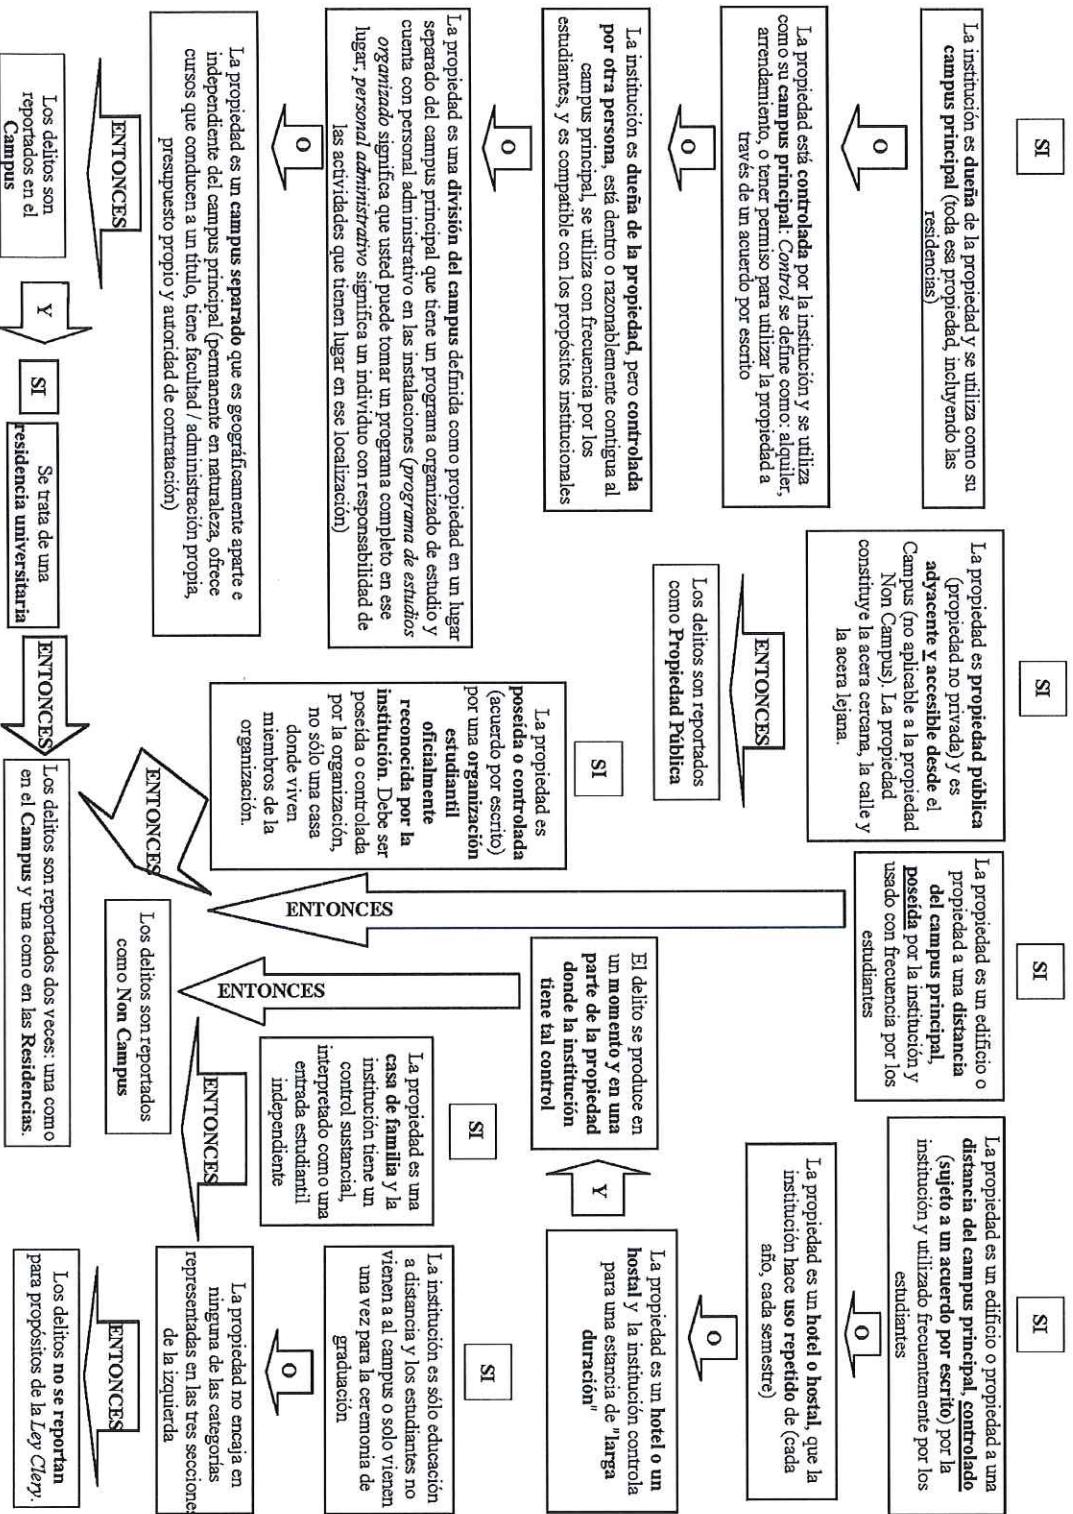 SI
La institución es dueña de la propiedad y se utiliza como su
campus principal (toda esa propiedad, incluyendo las
residencias)
O
La propiedad está controlada por la institución y se utiliza
como su campus principal: Control se define como: alquiler,
arrendamiento, o tener permiso para utilizar la propiedad a
través de un acuerdo por escrito
O
La institución es dueña de la propiedad, pero controlada
por otra persona, está dentro o razonablemente contigua al
campus principal, se utiliza con frecuencia por los
estudiantes, y es compatible con los propósitos institucionales
O
La propiedad es una división del campus definida como propiedad en un lugar
separado del campus principal que tiene un programa organizado de estudio y
cuenta con personal administrativo en las instalaciones (programa de estudios
organizado significa que usted puede tomar un programa completo en ese
lugar; personal administrativo significa un individuo con responsabilidad de
las actividades que tienen lugar en ese localización)
O
La propiedad es un campus separado que es geográficamente aparte e
independiente del campus principal (permanente en naturaleza, ofrece
cursos que conducen a un título, tiene facultad / administración propia,
presupuesto propio y autoridad de contratación)
ENTONCES
Los delitos son
reportados en el
Campus
Y
SI
Se trata de una
residencia universitaria
ENTONCES
Los delitos son reportados dos veces: una como
en el Campus y una como en las Residencias.
SI
La propiedad es propiedad pública
(propiedad no privada) y es
adyacente y accesible desde el
Campus (no aplicable a la propiedad
Non Campus). La propiedad
constituye la acera cercana, la calle y
la acera lejana.
ENTONCES
Los delitos son reportados
como Propiedad Pública
SI
La propiedad es
poseída o controlada
(acuerdo por escrito)
por una organización
estudiantil
oficialmente
reconocida por la
institución. Debe ser
poseída o controlada
por la organización,
no sólo una casa
donde viven
miembros de la
organización.
ENTONCES
SI
La propiedad es un edificio o
propiedad a una distancia
del campus principal,
poseída por la institución y
usado con frecuencia por los
estudiantes
ENTONCES
Los delitos son reportados
como Non Campus
SI
La propiedad es un edificio o propiedad a una
distancia del campus principal, controlado
(sujeto a un acuerdo por escrito) por la
institución y utilizado frecuentemente por los
estudiantes
O
La propiedad es un hotel o hostal, que la
institución hace uso repetido de (cada
año, cada semestre)
O
La propiedad es un hotel o un
hostal y la institución controla
para una estancia de "larga
duración"
Y
El delito se produce en
un momento y en una
parte de la propiedad
donde la institución
tiene tal control
ENTONCES
SI
La propiedad es una
casa de familia y la
institución tiene un
control sustancial,
interpretado como una
entrada estudiantil
independiente
ENTONCES
SI
La institución es sólo educación
a distancia y los estudiantes no
vienen a al campus o solo vienen
una vez para la ceremonia de
graduación
O
La propiedad no encaja en
ninguna de las categorías
representadas en las tres secciones
de la izquierda
ENTONCES
Los delitos no se reportan
para propósitos de la Ley Clery.